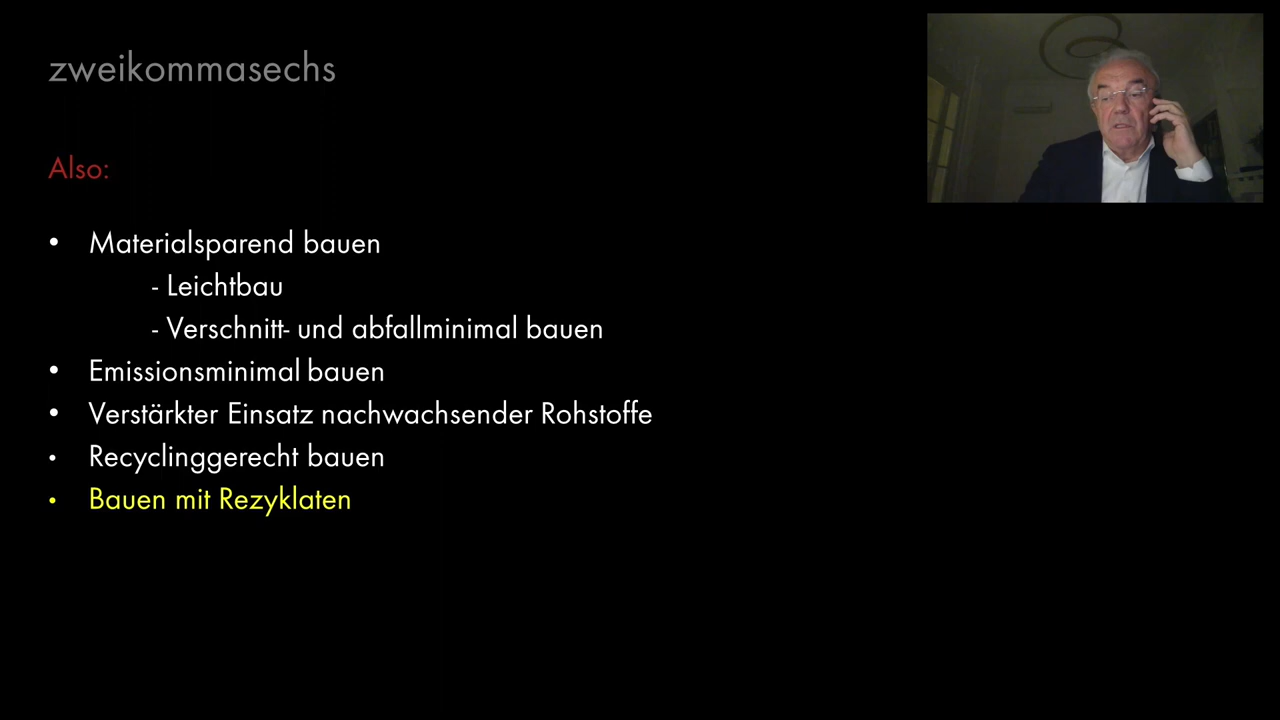 zweikommasechs
Also:
• Materialsparend bauen
- Leichtbau
- Verschnitt- und abfallminimal bauen
• Emissionsminimal bauen
• Verstärkter Einsatz nachwachsender Rohstoffe
• Recyclinggerecht bauen
• Bauen mit Rezyklaten